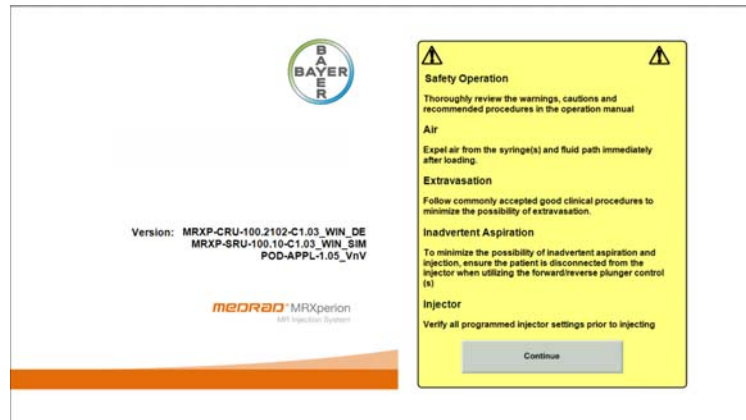 BAYER
BAYER
Version: MRXP-CRU-100.2102-C1.03_WIN_DE
MRXP-SRU-100.10-C1.03_WIN_SIM
POD-APPL-1.05_VnV
MEDRAD® MRXperion
MR Injection System
Safety Operation
Thoroughly review the warnings, cautions and
recommended procedures in the operation manual
Air
Expel air from the syringe(s) and fluid path immediately
after loading.
Extravasation
Follow commonly accepted good clinical procedures to
minimize the possibility of extravasation.
Inadvertent Aspiration
To minimize the possibility of inadvertent aspiration and
injection, ensure the patient is disconnected from the
injector when utilizing the forward/reverse plunger control
(s)
Injector
Verify all programmed injector settings prior to injecting
Continue